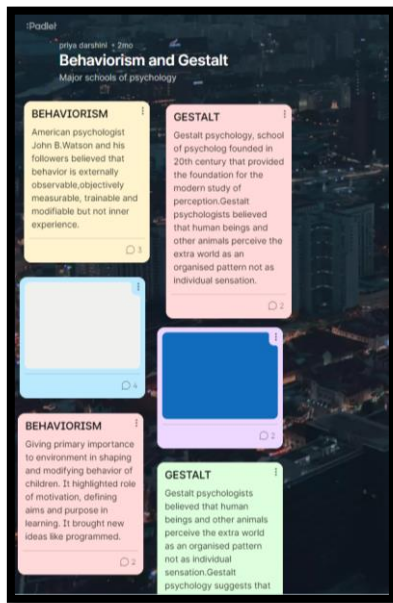 :Padlet
priya darshini • 2mo
Behaviorism and Gestalt
Major schools of psychology
BEHAVIORISM
American psychologist
John B.Watson and his
followers believed that
behavior is externally
observable,objectively
measurable, trainable and
modifiable but not inner
experience.
3
GESTALT
Gestalt psychology, school
of psycholog founded in
20th century that provided
the foundation for the
modern study of
perception.Gestalt
psychologists believed
that human beings and
other animals perceive the
extra world as an
organised pattern not as
individual sensation.
2
4
2
BEHAVIORISM
Giving primary importance
to environment in shaping
and modifying behavior of
children. It highlighted role
of motivation, defining
aims and purpose in
learning. It brought new
ideas like programmed.
2
GESTALT
Gestalt psychologists
believed that human
beings and other animals
perceive the extra world
as an organised pattern
not as individual
sensation.Gestalt
psychology suggests that